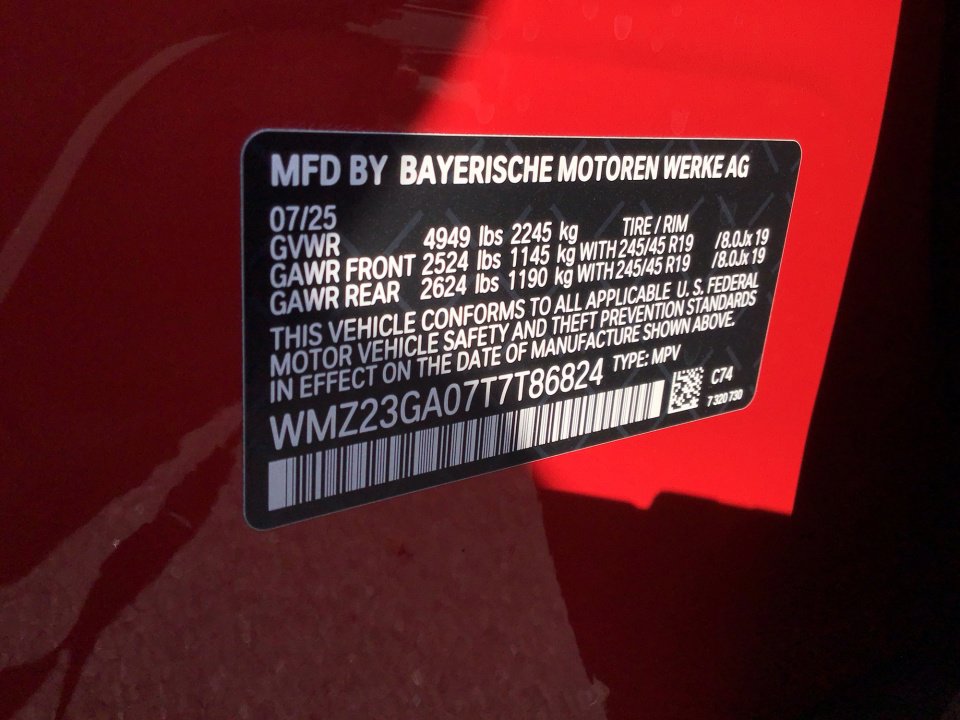 MFD BY BAYERISCHE MOTOREN WERKE AG
07/25
TIRE / RIM
GVWR 4949 lbs 2245 kg
GAWR FRONT 2524 lbs 1145 kg WITH 245/45 R19 /8.0Jx 19
GAWR REAR 2624 lbs 1190 kg WITH 245/45 R19 /8.0Jx 19
THIS VEHICLE CONFORMS TO ALL APPLICABLE U. S. FEDERAL
MOTOR VEHICLE SAFETY AND THEFT PREVENTION STANDARDS
IN EFFECT ON THE DATE OF MANUFACTURE SHOWN ABOVE.
WMZ23GA07T7T86824 TYPE: MPV
C74
7 320 730